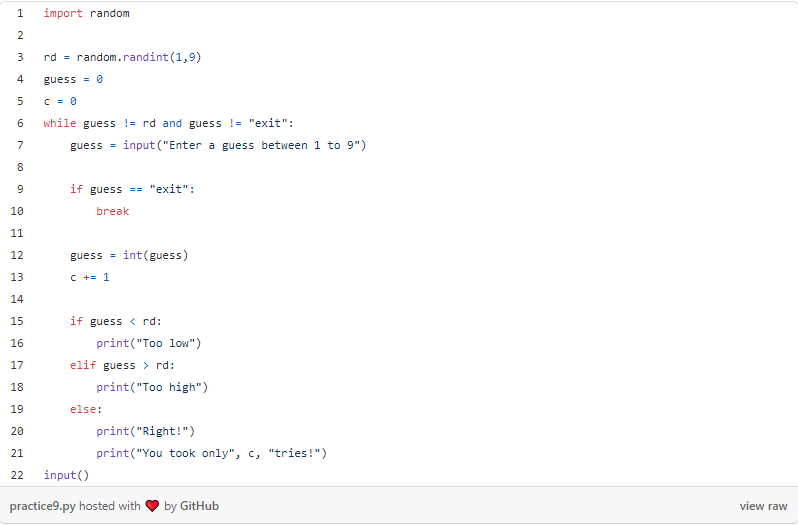 1 import random
2
3 rd = random.randint(1,9)
4 guess = 0
5 c = 0
6 while guess != rd and guess != "exit":
7     guess = input("Enter a guess between 1 to 9")
8
9     if guess == "exit":
10         break
11
12     guess = int(guess)
13     c += 1
14
15     if guess < rd:
16         print("Too low")
17     elif guess > rd:
18         print("Too high")
19     else:
20         print("Right!")
21         print("You took only", c, "tries!")
22 input()
practice9.py hosted with ❤ by GitHub view raw